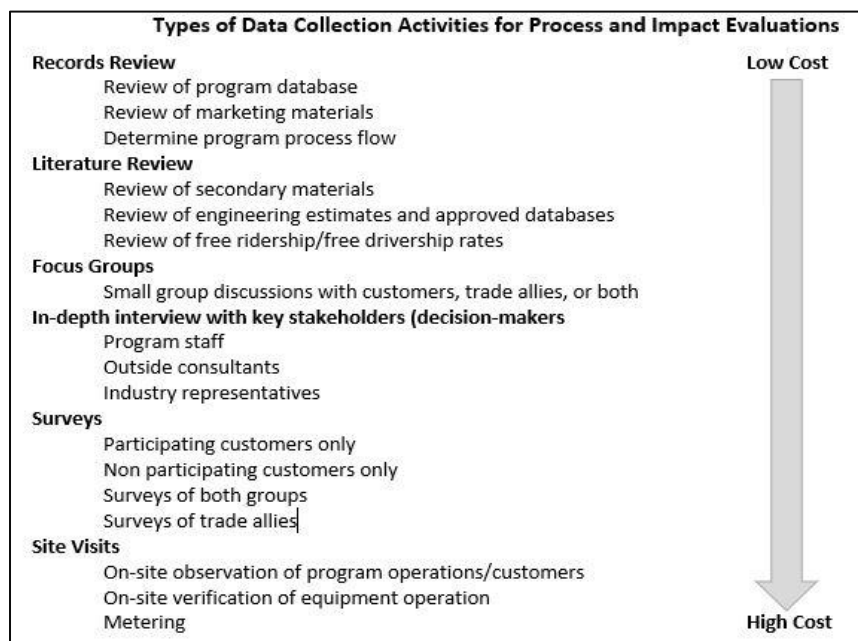 Types of Data Collection Activities for Process and Impact Evaluations
Records Review
Low Cost
Review of program database
Review of marketing materials
Determine program process flow
Literature Review
Review of secondary materials
Review of engineering estimates and approved databases
Review of free ridership/free drivership rates
Focus Groups
Small group discussions with customers, trade allies, or both
In-depth interview with key stakeholders (decision-makers
Program staff
Outside consultants
Industry representatives
Surveys
Participating customers only
Non participating customers only
Surveys of both groups
Surveys of trade allies
Site Visits
On-site observation of program operations/customers
On-site verification of equipment operation
Metering
High Cost